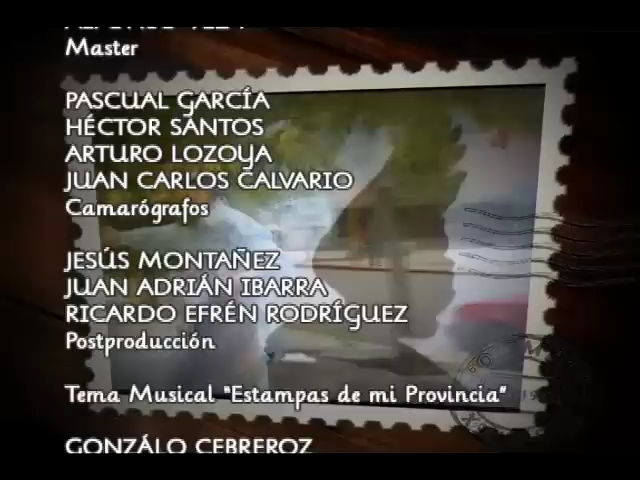 Master
PASCUAL GARCÍA
HÉCTOR SANTOS
ARTURO LOZOYA
JUAN CARLOS CALVARIO
Camarógrafos
JESÚS MONTAÑEZ
JUAN ADRIÁN IBARRA
RICARDO EFRÉN RODRÍGUEZ
Postproducción
Tema Musical "Estampas de mi Provincia"
GONZÁLO CEBREROZ